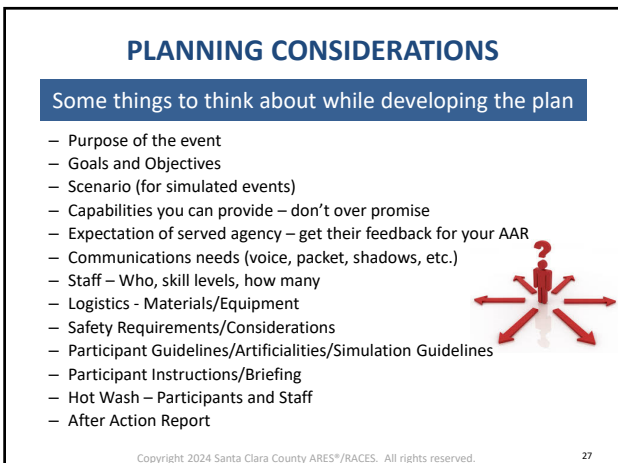 PLANNING CONSIDERATIONS
Some things to think about while developing the plan
– Purpose of the event
– Goals and Objectives
– Scenario (for simulated events)
– Capabilities you can provide – don't over promise
– Expectation of served agency – get their feedback for your AAR
– Communications needs (voice, packet, shadows, etc.)
– Staff – Who, skill levels, how many
– Logistics - Materials/Equipment
– Safety Requirements/Considerations
– Participant Guidelines/Artificialities/Simulation Guidelines
– Participant Instructions/Briefing
– Hot Wash – Participants and Staff
– After Action Report
?
Copyright 2024 Santa Clara County ARES®/RACES. All rights reserved.
27